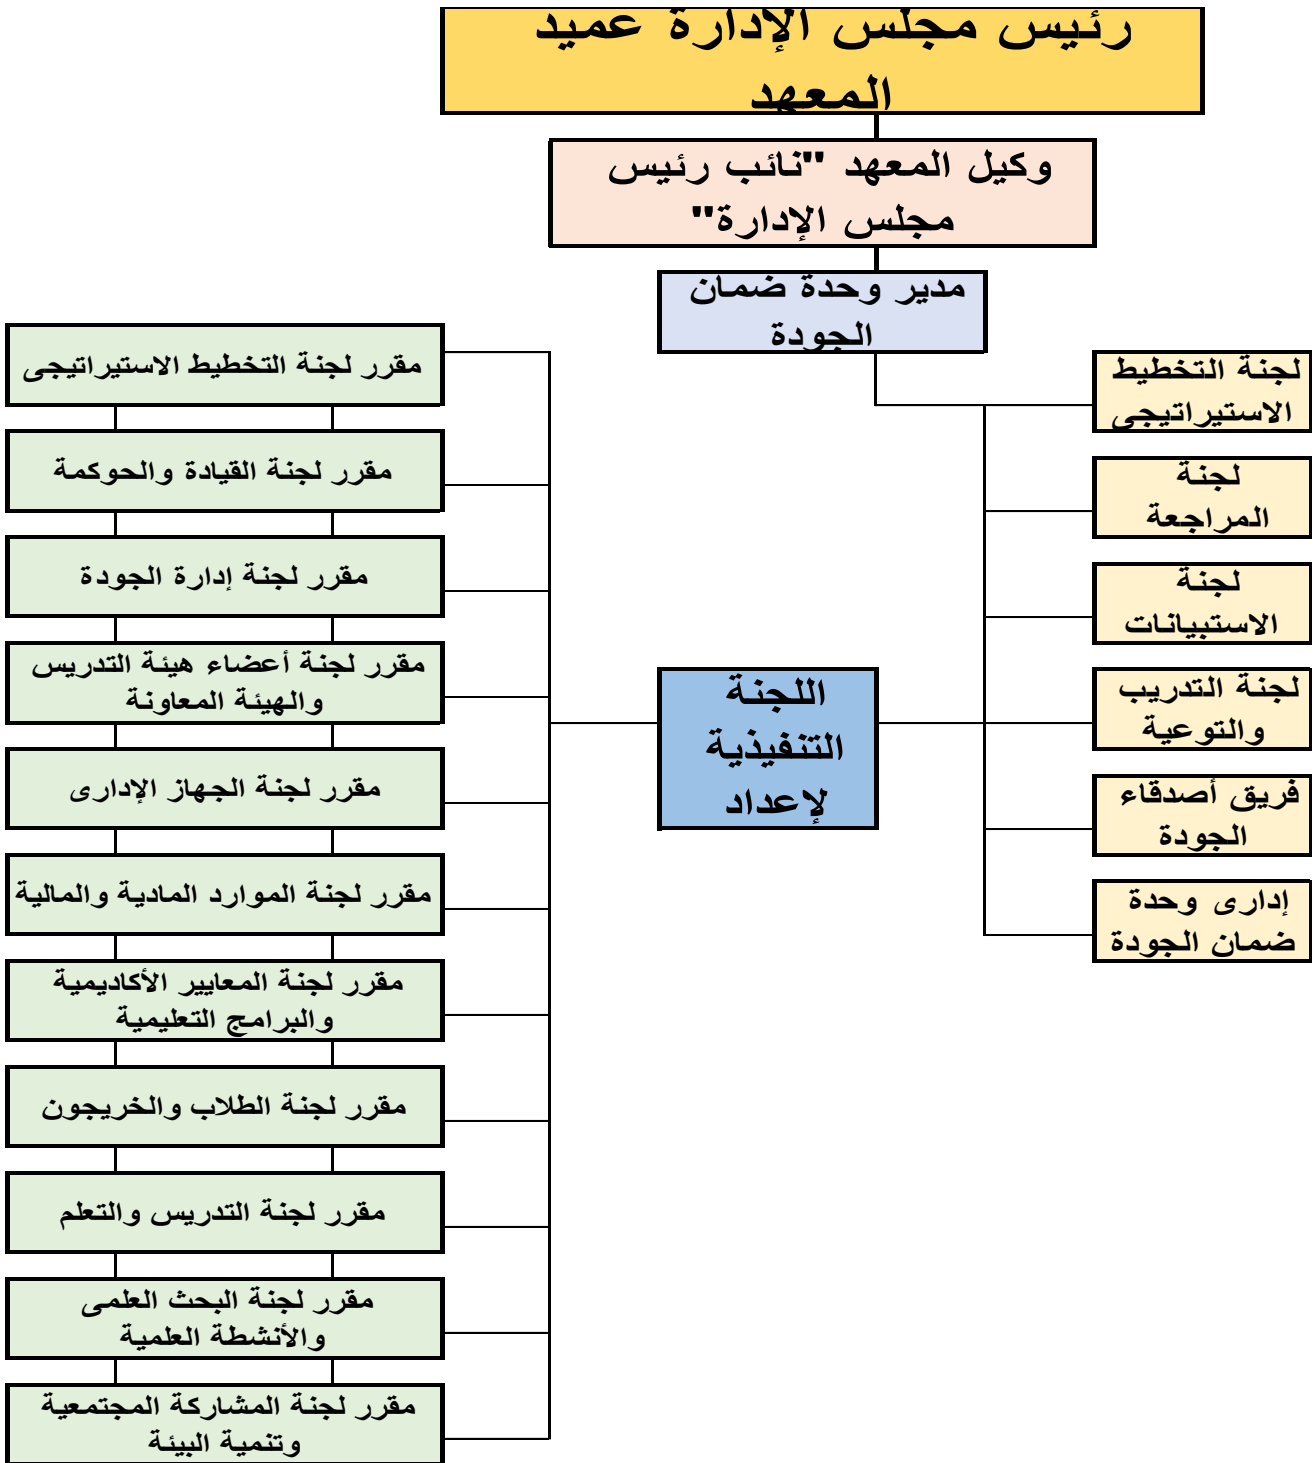 رئيس مجلس الإدارة عميد
المعهد
وكيل المعهد "نائب رئيس
مجلس الإدارة"
مدير وحدة ضمان
الجودة
لجنة التخطيط
الاستيراتيجى
لجنة
المراجعة
لجنة
الاستبيانات
لجنة التدريب
والتوعية
فريق أصدقاء
الجودة
إدارى وحدة
ضمان الجودة
اللجنة
التنفيذية
لإعداد
مقرر لجنة التخطيط الاستيراتيجى
مقرر لجنة القيادة والحوكمة
مقرر لجنة إدارة الجودة
مقرر لجنة أعضاء هيئة التدريس
والهيئة المعاونة
مقرر لجنة الجهاز الإدارى
مقرر لجنة الموارد المادية والمالية
مقرر لجنة المعايير الأكاديمية
والبرامج التعليمية
مقرر لجنة الطلاب والخريجون
مقرر لجنة التدريس والتعلم
مقرر لجنة البحث العلمى
والأنشطة العلمية
مقرر لجنة المشاركة المجتمعية
وتنمية البيئة